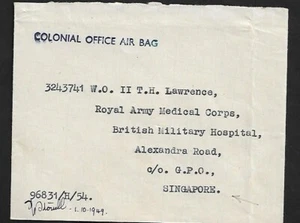 COLONIAL OFFICE AIR BAG
3243741 W.O. II T.H. Lawrence,
Royal Army Medical Corps,
British Military Hospital,
Alexandra Road,
c/o. G.P.O.,
SINGAPORE.
96831/E/54.
1.10.1949.